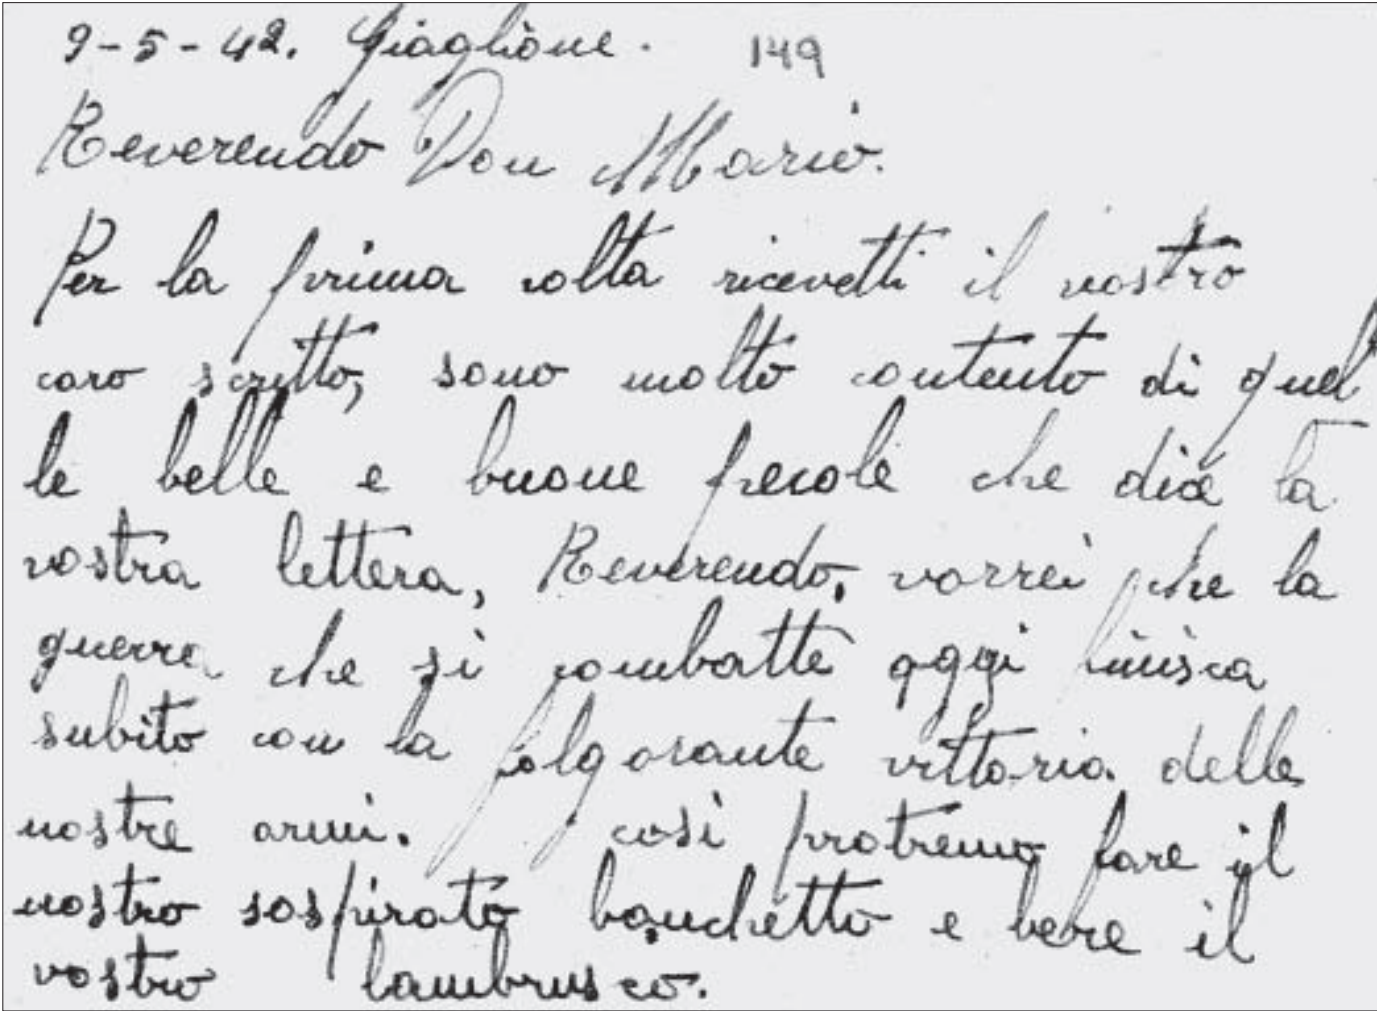 9-5-42. Giaglione. 149
Reverendo Don Mario.
Per la prima volta ricevetti il vostro
caro scritto, sono molto contento di quel
le belle e buone parole che dice la
vostra lettera, Reverendo, vorrei che la
guerra che si combatte oggi finisca
subito con la folgorante vittoria delle
nostre armi. così protremo fare il
nostro sospirato banchetto e bere il
vostro lambrusco.